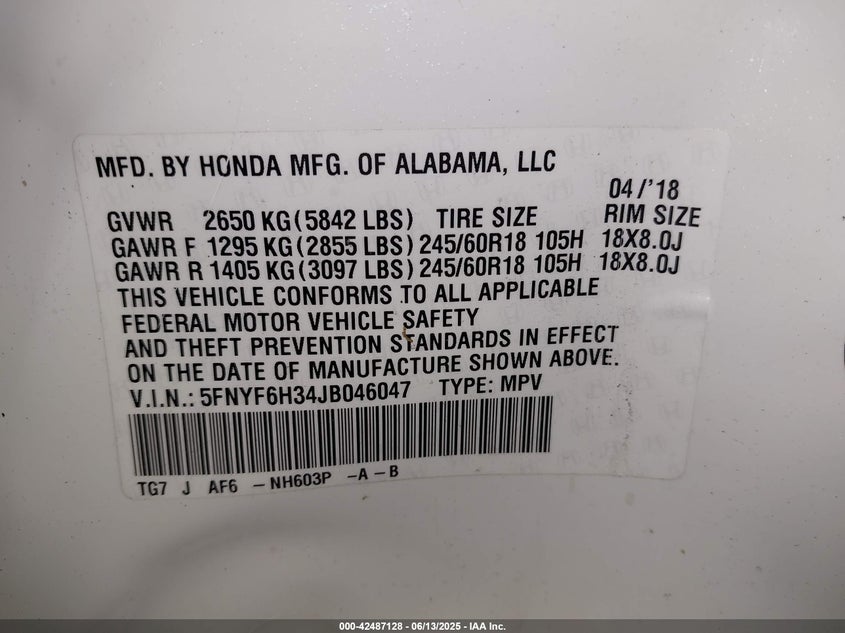 MFD. BY HONDA MFG. OF ALABAMA, LLC
04/'18
GVWR 2650 KG(5842 LBS) TIRE SIZE RIM SIZE
GAWR F 1295 KG(2855 LBS) 245/60R18 105H 18X8.0J
GAWR R 1405 KG(3097 LBS) 245/60R18 105H 18X8.0J
THIS VEHICLE CONFORMS TO ALL APPLICABLE
FEDERAL MOTOR VEHICLE SAFETY
AND THEFT PREVENTION STANDARDS IN EFFECT
ON THE DATE OF MANUFACTURE SHOWN ABOVE.
V.I.N.: 5FNYF6H34JB046047 TYPE: MPV
TG7 J AF6 -NH603P -A-B
000-42487128 - 06/13/2025 - IAA Inc.